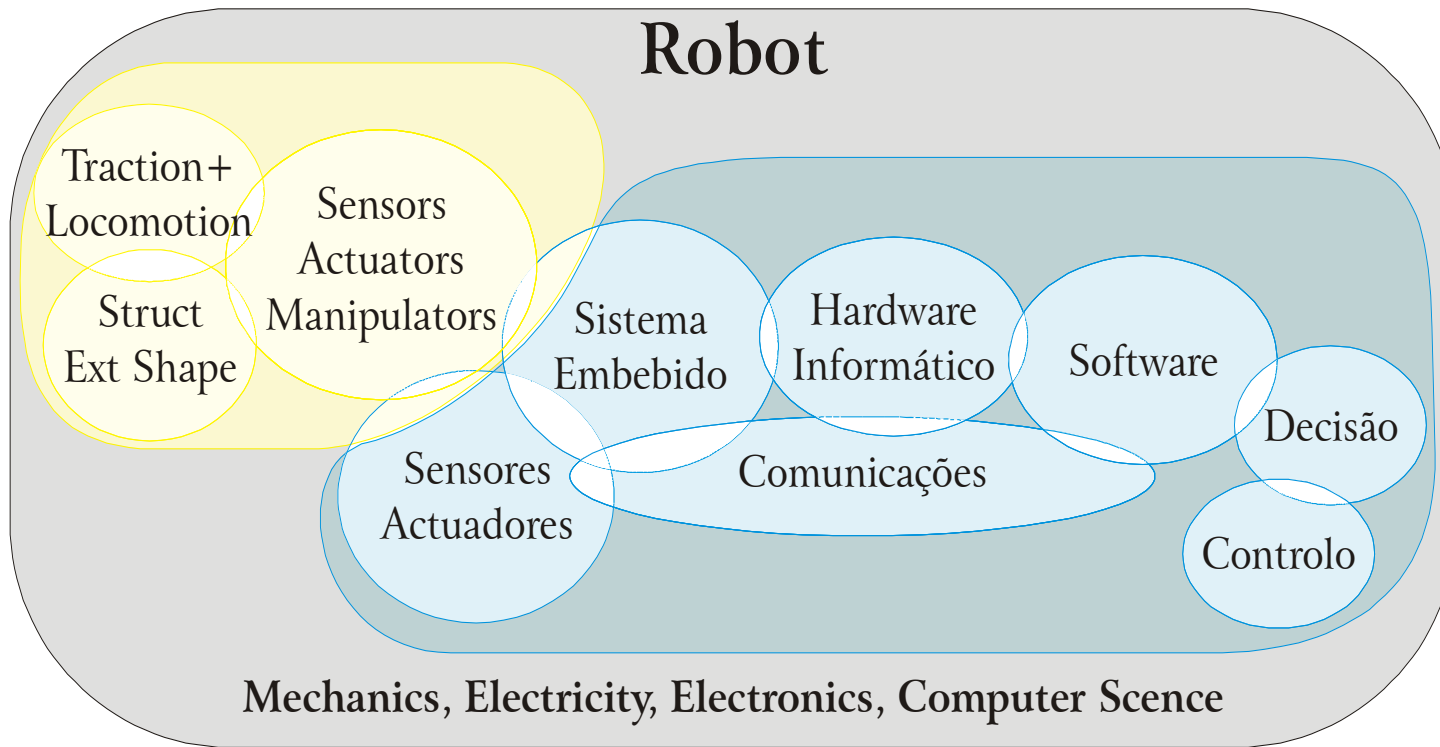 Robot
Traction+
Locomotion
Sensors
Actuators
Manipulators
Struct
Ext Shape
Sistema
Embebido
Hardware
Informático
Software
Decisão
Sensores
Actuadores
Comunicações
Controlo
Mechanics, Electricity, Electronics, Computer Scence